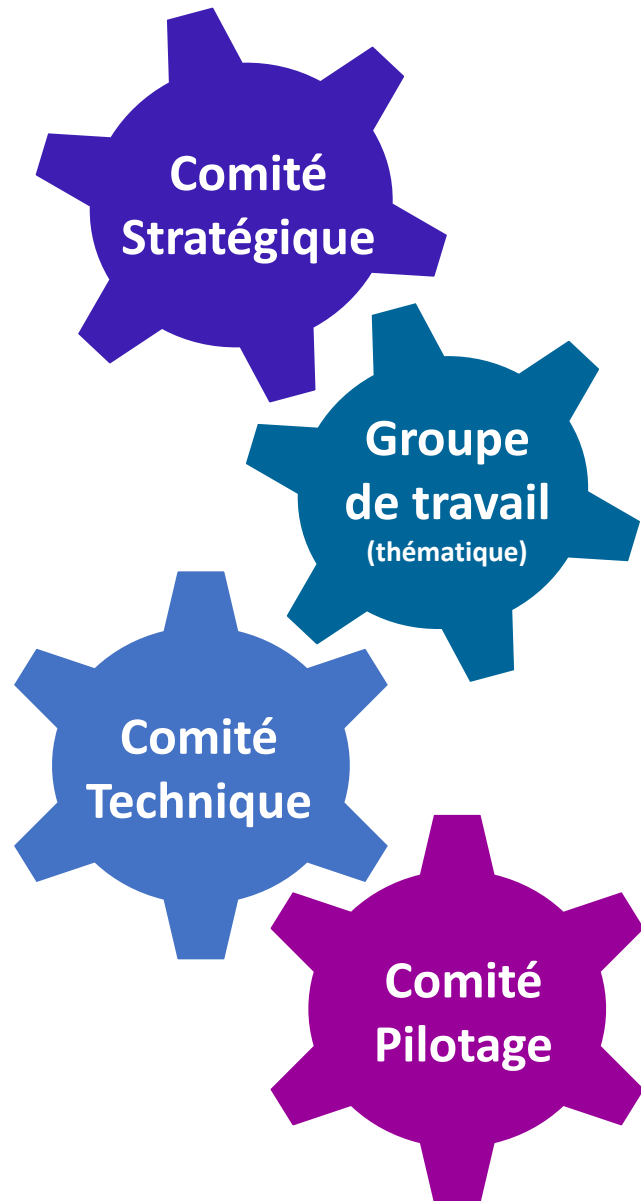 Comité
Stratégique
Groupe
de travail
(thématique)
Comité
Technique
Comité
Pilotage